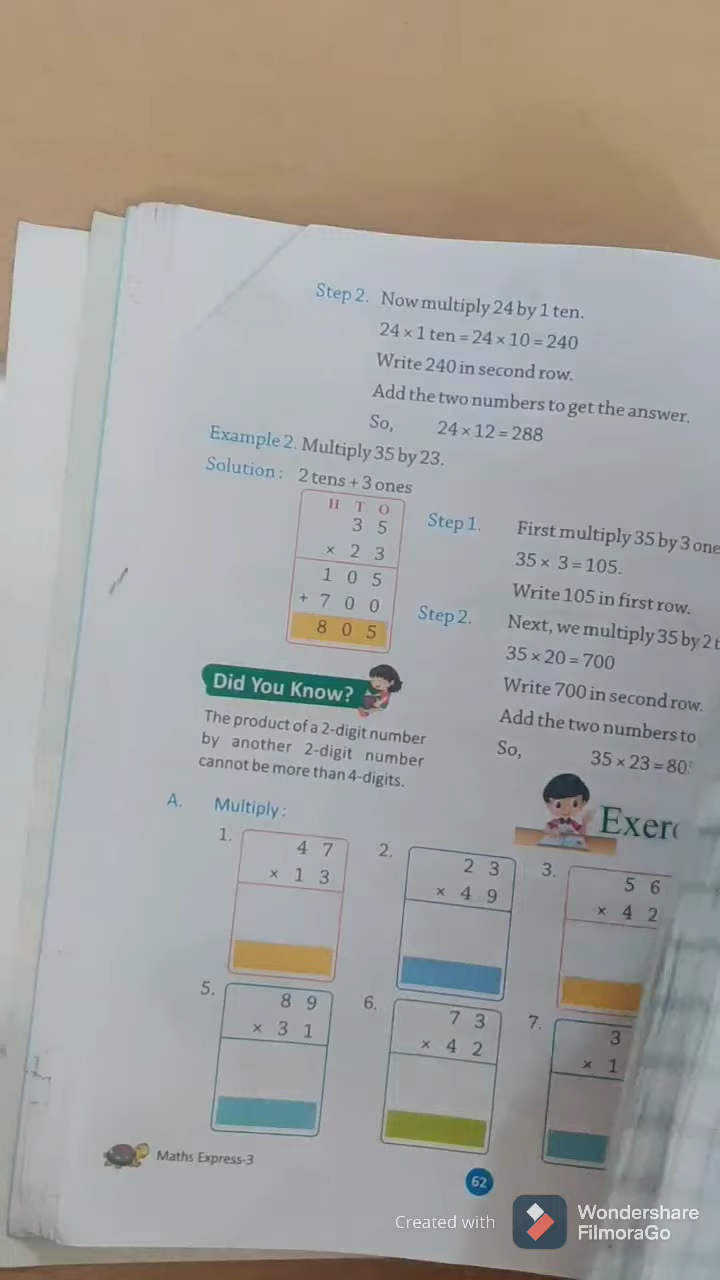 Step 2. Now multiply 24 by 1 ten.
24 × 1 ten = 24 × 10 = 240
Write 240 in second row.
Add the two numbers to get the answer.
So, 24 × 12 = 288
Example 2. Multiply 35 by 23.
Solution : 2 tens + 3 ones
H T O
3 5
× 2 3
1 0 5
+ 7 0 0
8 0 5
Step 1. First multiply 35 by 3 one
35 × 3 = 105.
Write 105 in first row.
Step 2. Next, we multiply 35 by 2
35 × 20 = 700
Write 700 in second row.
Add the two numbers to
So, 35 × 23 = 80
Did You Know?
The product of a 2-digit number
by another 2-digit number
cannot be more than 4-digits.
Exer
A. Multiply :
1. 4 7
× 1 3
2. 2 3
× 4 9
3. 5 6
× 4 2
5. 8 9
× 3 1
6. 7 3
× 4 2
7. 3
× 1
Maths Express-3
62
Created with Wondershare
FilmoraGo